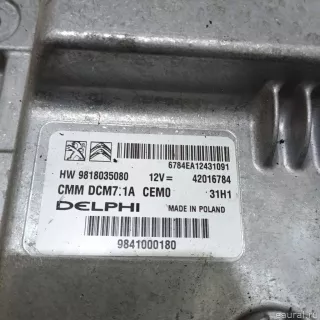 6784EA12431091
HW 9818035080 12V= 42016784
CMM DCM7.1A CEM0 31H1
DELPHI MADE IN POLAND
9841000180